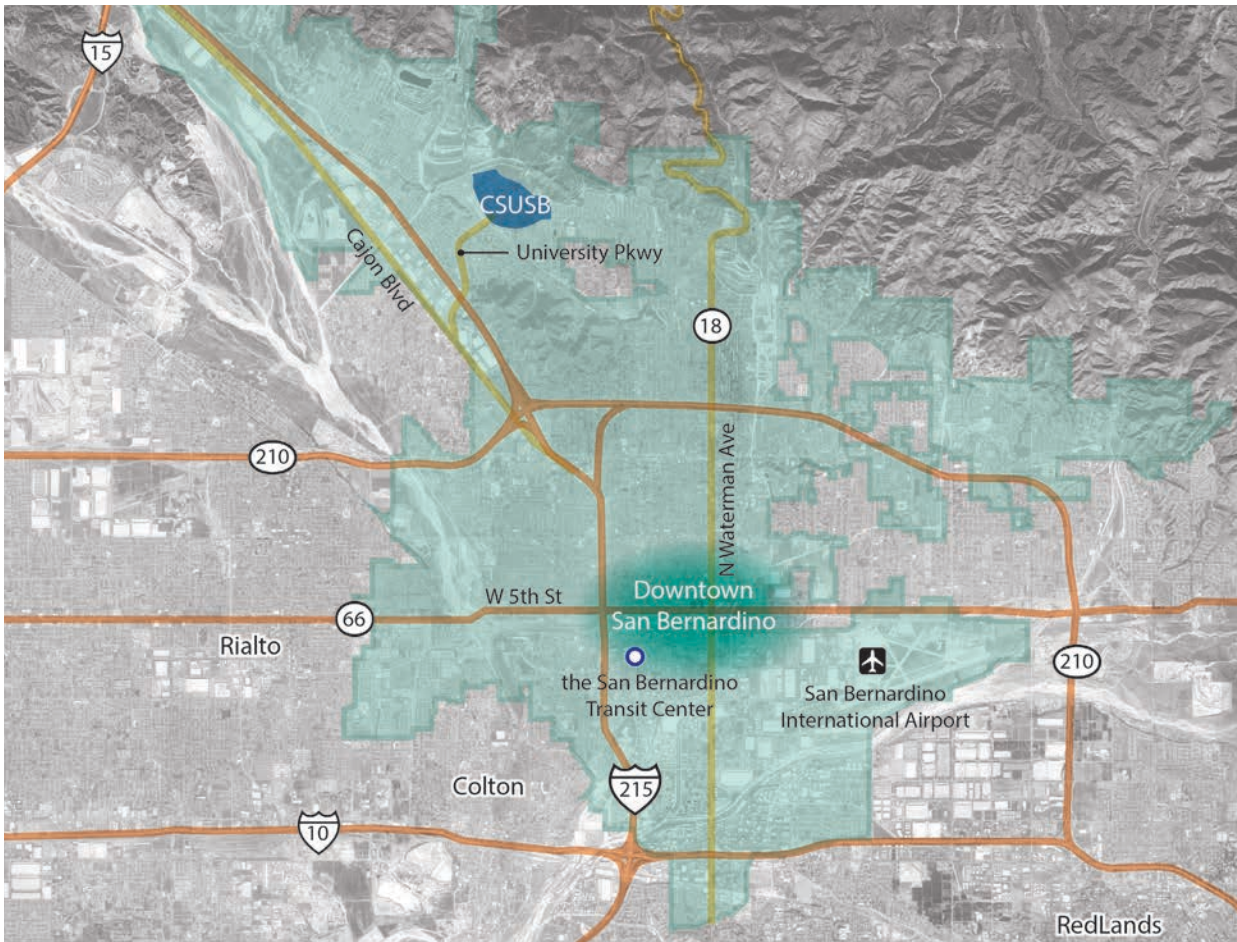 15
CSUSB
University Pkwy
Cajon Blvd
18
N Waterman Ave
210
W 5th St
Downtown
San Bernardino
66
Rialto
the San Bernardino
Transit Center
San Bernardino
International Airport
210
Colton
215
10
RedLands